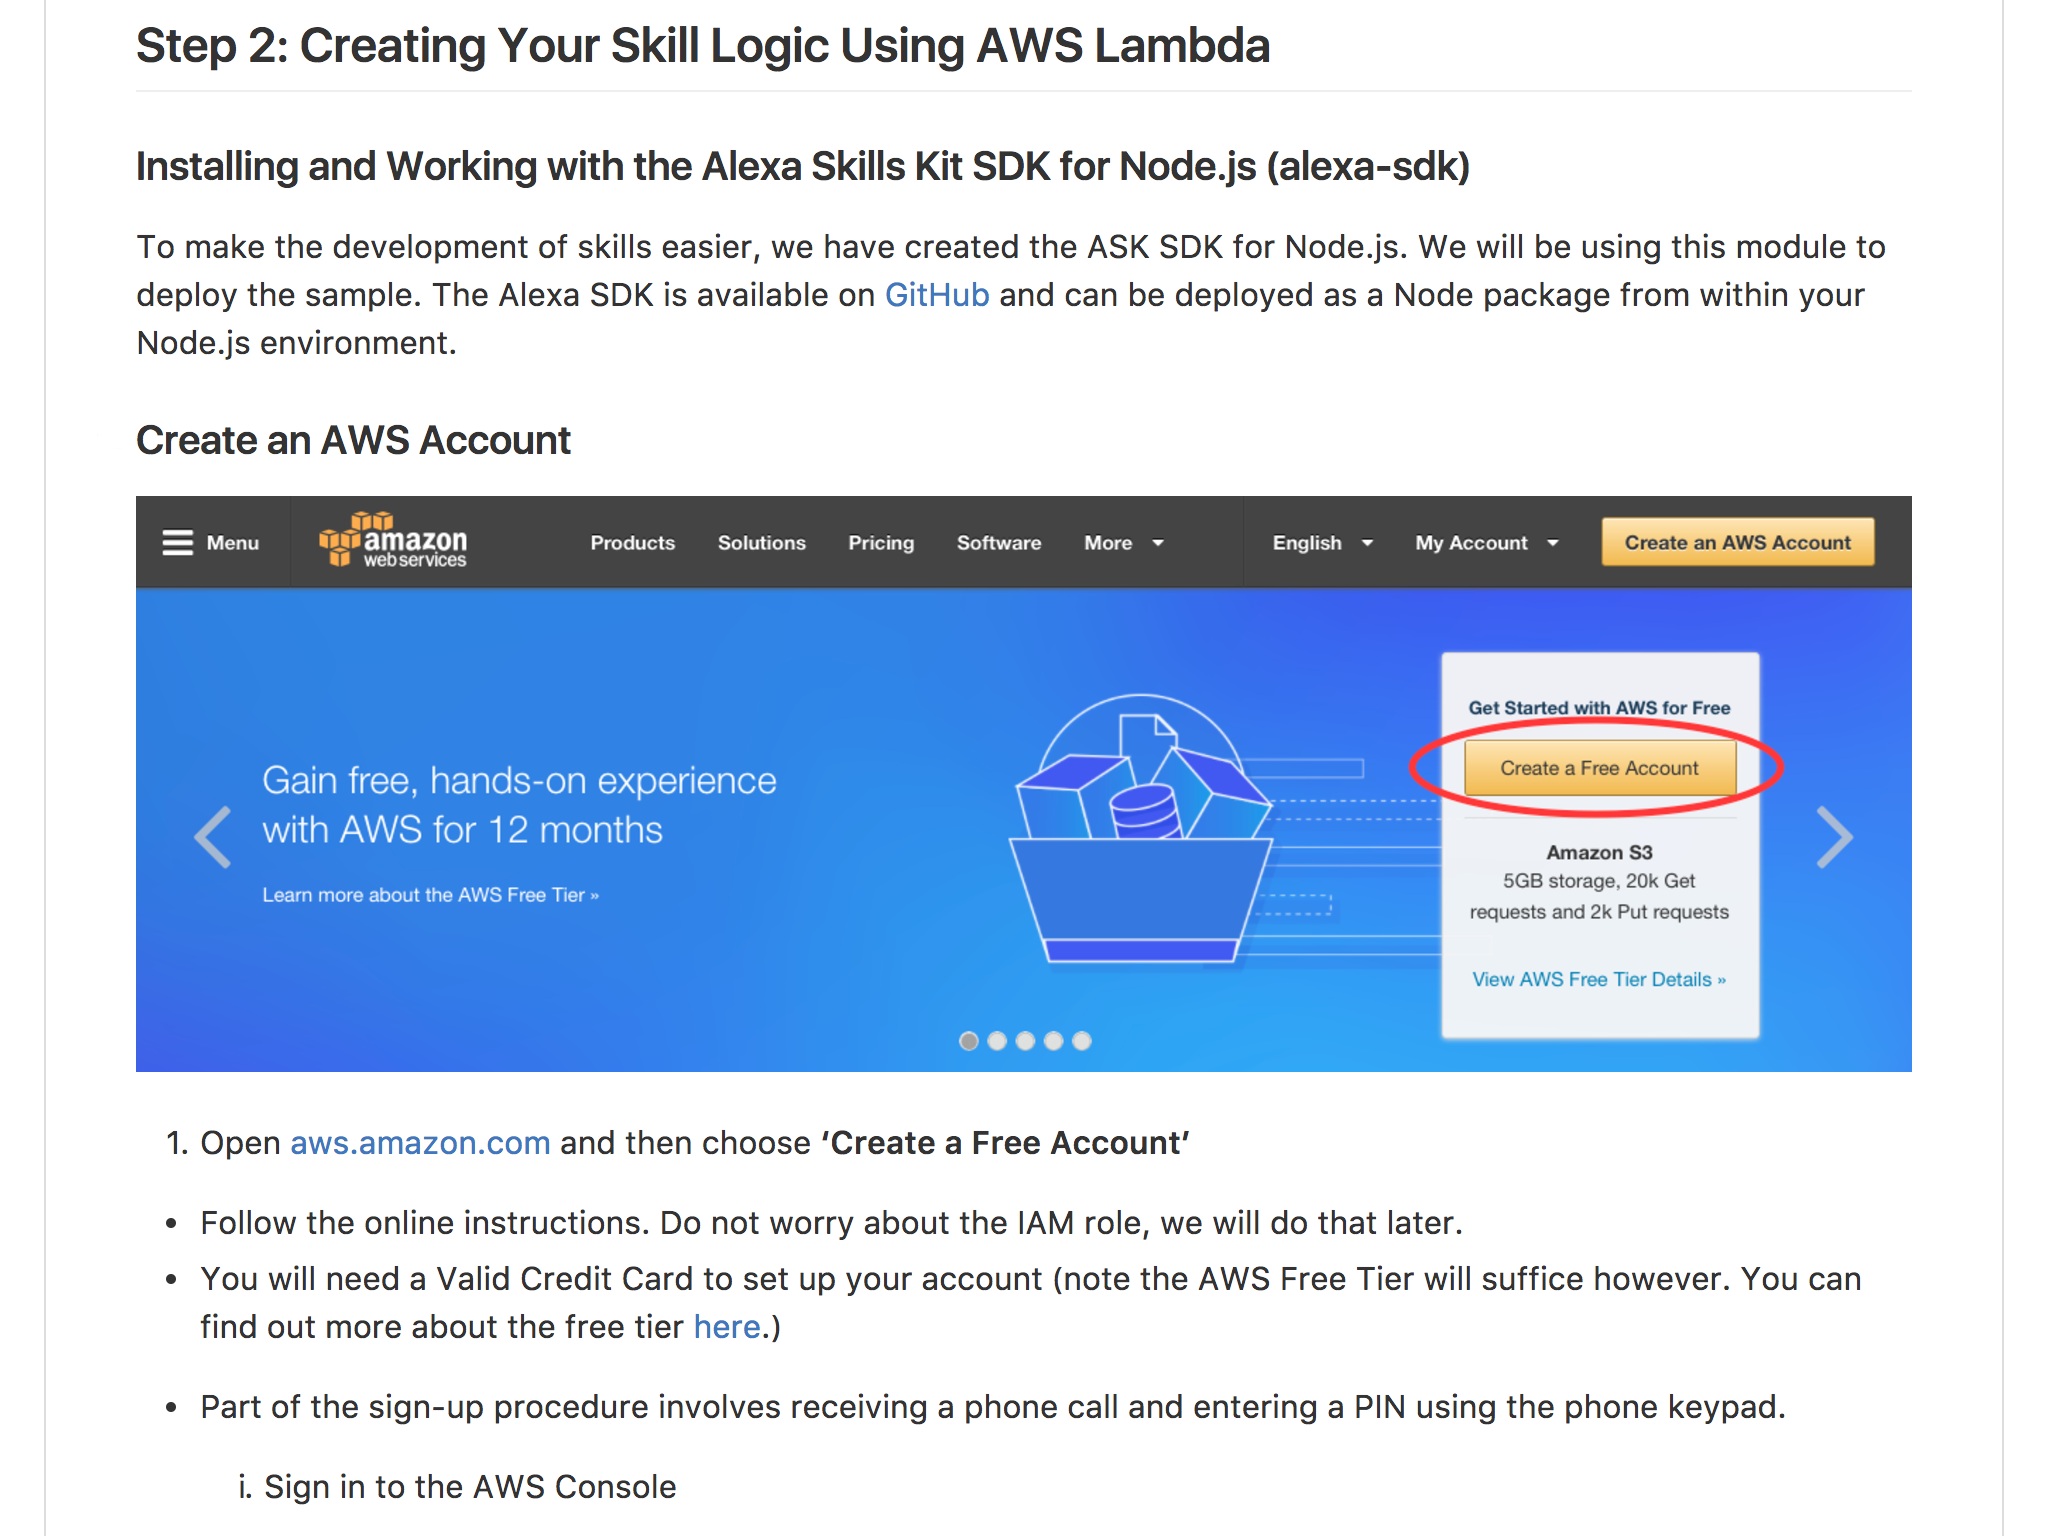 Step 2: Creating Your Skill Logic Using AWS Lambda
Installing and Working with the Alexa Skills Kit SDK for Node.js (alexa-sdk)
To make the development of skills easier, we have created the ASK SDK for Node.js. We will be using this module to
deploy the sample. The Alexa SDK is available on GitHub and can be deployed as a Node package from within your
Node.js environment.
Create an AWS Account
Menu
amazon
web services
Products Solutions Pricing Software More
English My Account Create an AWS Account
Gain free, hands-on experience
with AWS for 12 months
Learn more about the AWS Free Tier »
Get Started with AWS for Free
Create a Free Account
Amazon S3
5GB storage, 20k Get
requests and 2k Put requests
View AWS Free Tier Details »
1. Open aws.amazon.com and then choose ‘Create a Free Account’
• Follow the online instructions. Do not worry about the IAM role, we will do that later.
• You will need a Valid Credit Card to set up your account (note the AWS Free Tier will suffice however. You can
find out more about the free tier here.)
• Part of the sign-up procedure involves receiving a phone call and entering a PIN using the phone keypad.
i. Sign in to the AWS Console